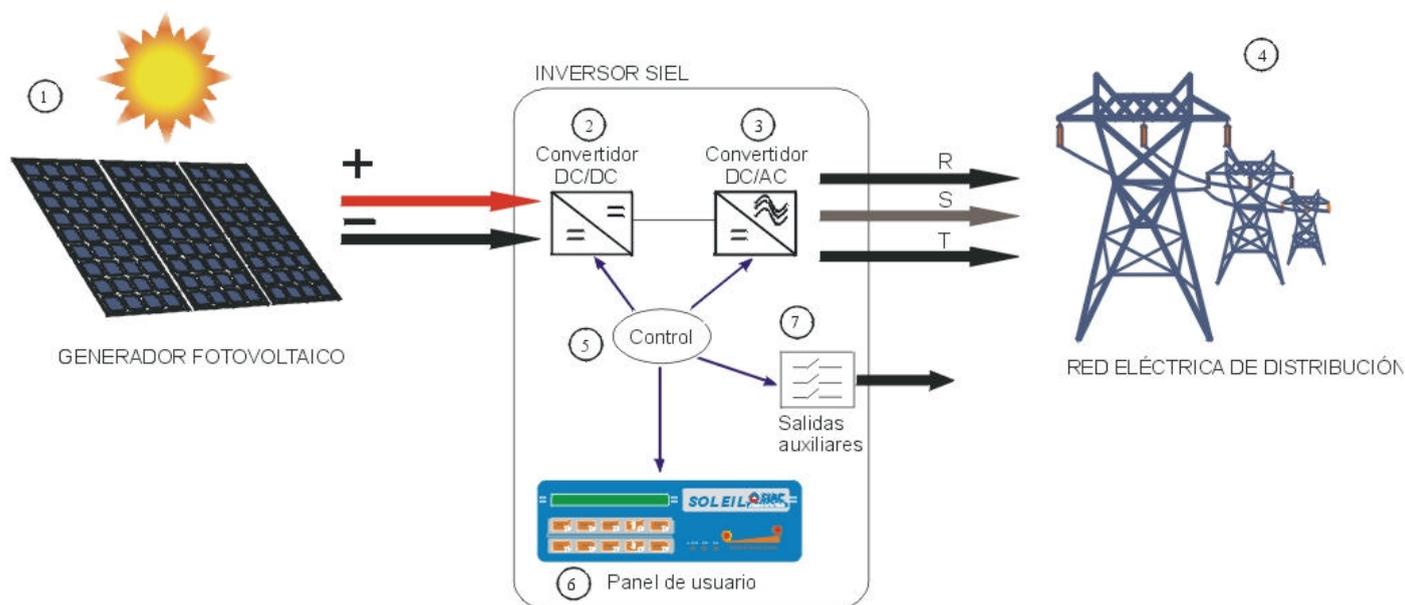 INVERSOR SIEL
1
2
3
4
Convertidor
DC/DC
Convertidor
DC/AC
+
−
R
S
T
5
Control
7
GENERADOR FOTOVOLTAICO
RED ELÉCTRICA DE DISTRIBUCIÓN
Salidas
auxiliares
SOLEIL
6
Panel de usuario